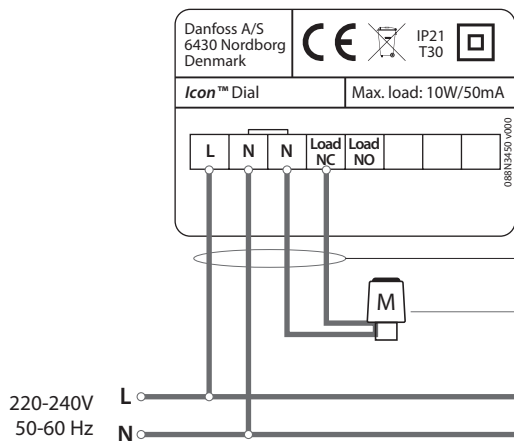 Danfoss A/S
6430 Nordborg
Denmark
CE
IP21
T30
Icon™ Dial
Max. load: 10W/50mA
L N N Load NC Load NO
088N3450 v000
M
220-240V
50-60 Hz
L
N